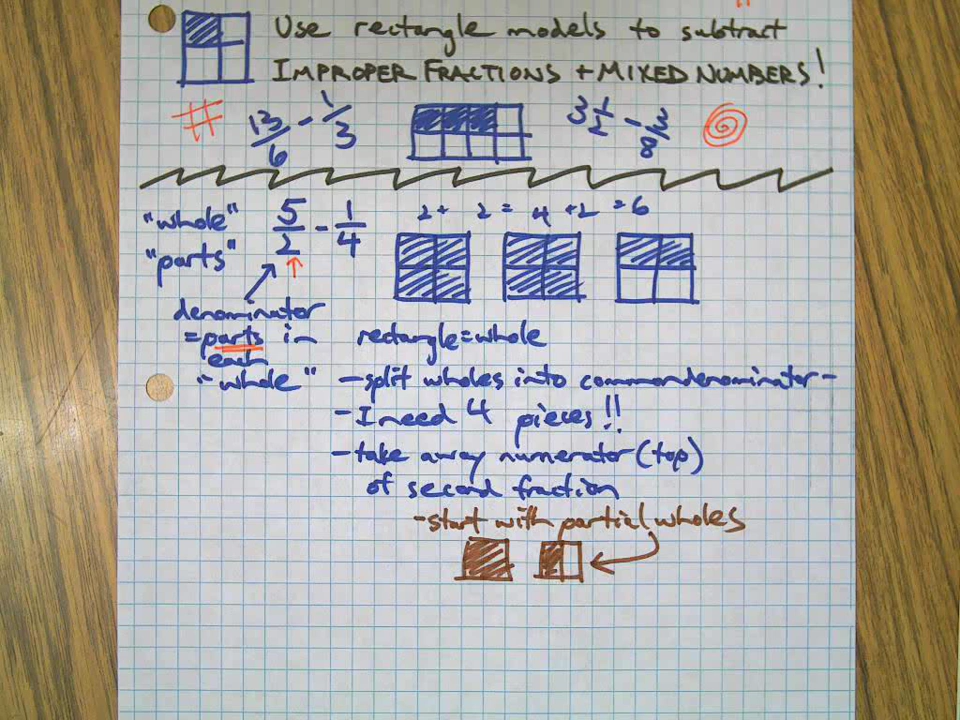 Use rectangle models to subtract
IMPROPER FRACTIONS + MIXED NUMBERS!
13/6 - 1/3
3 1/2 - 3/8
"whole" 5/2 - 1/4
2+ 2 = 4 +2 = 6
"parts"
denominator
= parts in
each
"whole"
rectangle = whole
- split wholes into common denominator -
- I need 4 pieces!!
- take away numerator (top)
of second fraction
- start with partial wholes